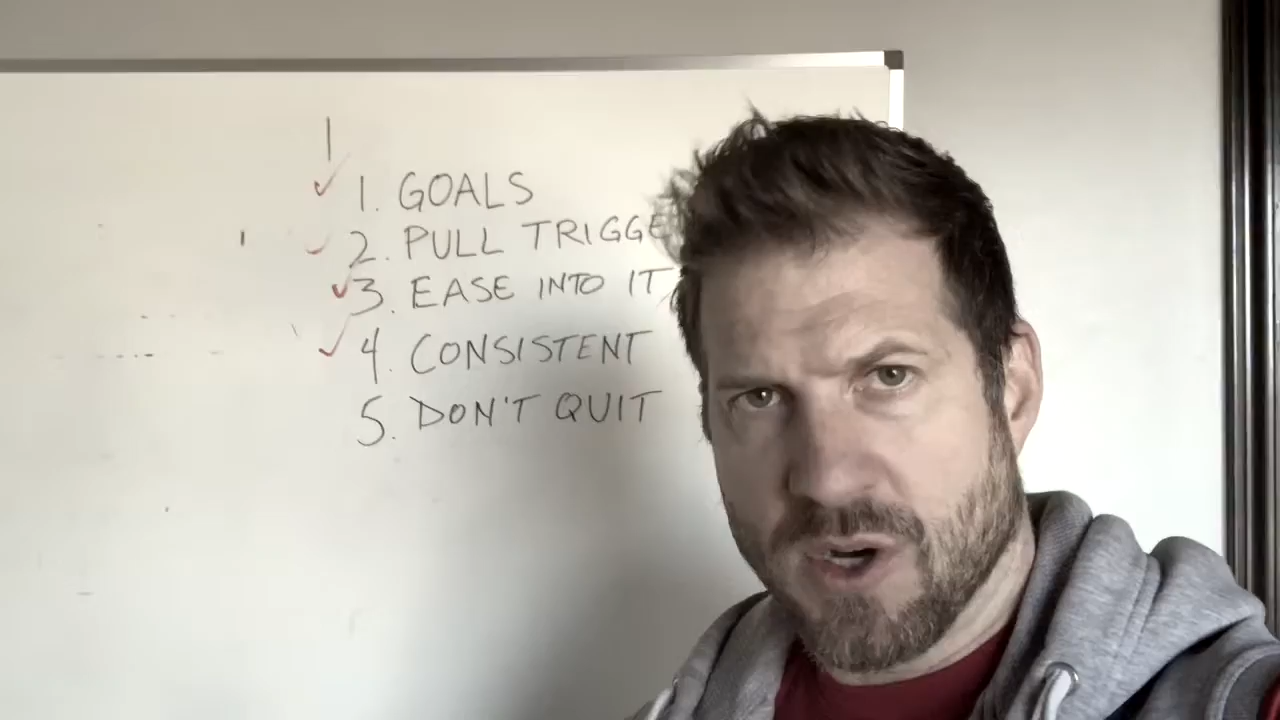 1. GOALS
2. PULL TRIGGE
3. EASE INTO IT
4. CONSISTENT
5. DON'T QUIT